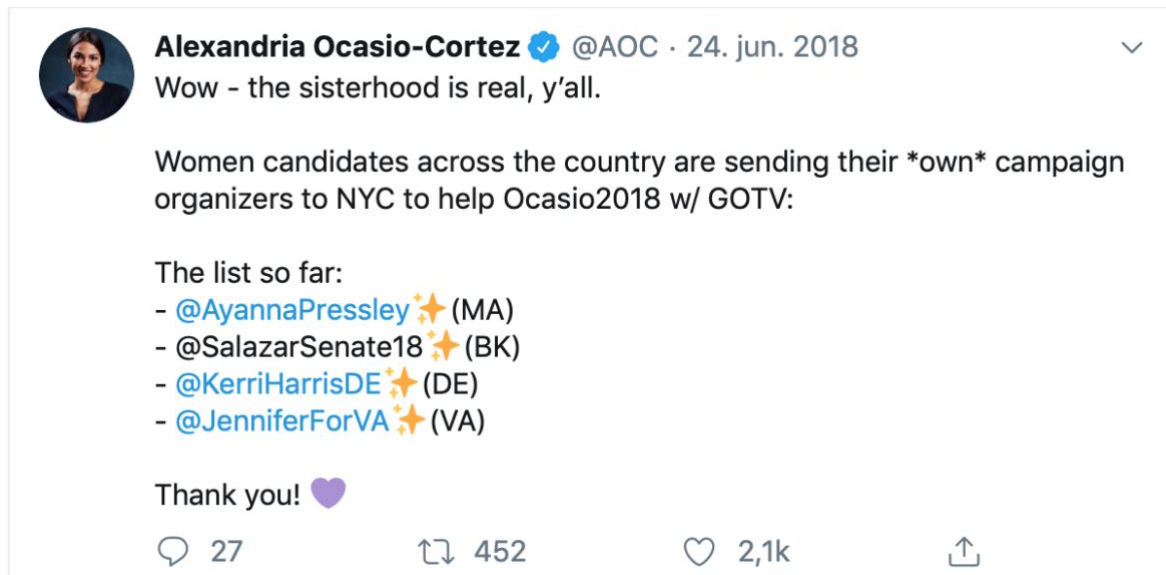 Alexandria Ocasio-Cortez @AOC · 24. jun. 2018
Wow - the sisterhood is real, y’all.
Women candidates across the country are sending their *own* campaign
organizers to NYC to help Ocasio2018 w/ GOTV:
The list so far:
- @AyannaPressley✨(MA)
- @SalazarSenate18✨(BK)
- @KerriHarrisDE✨(DE)
- @JenniferForVA✨(VA)
Thank you! 💜
27 452 2,1k